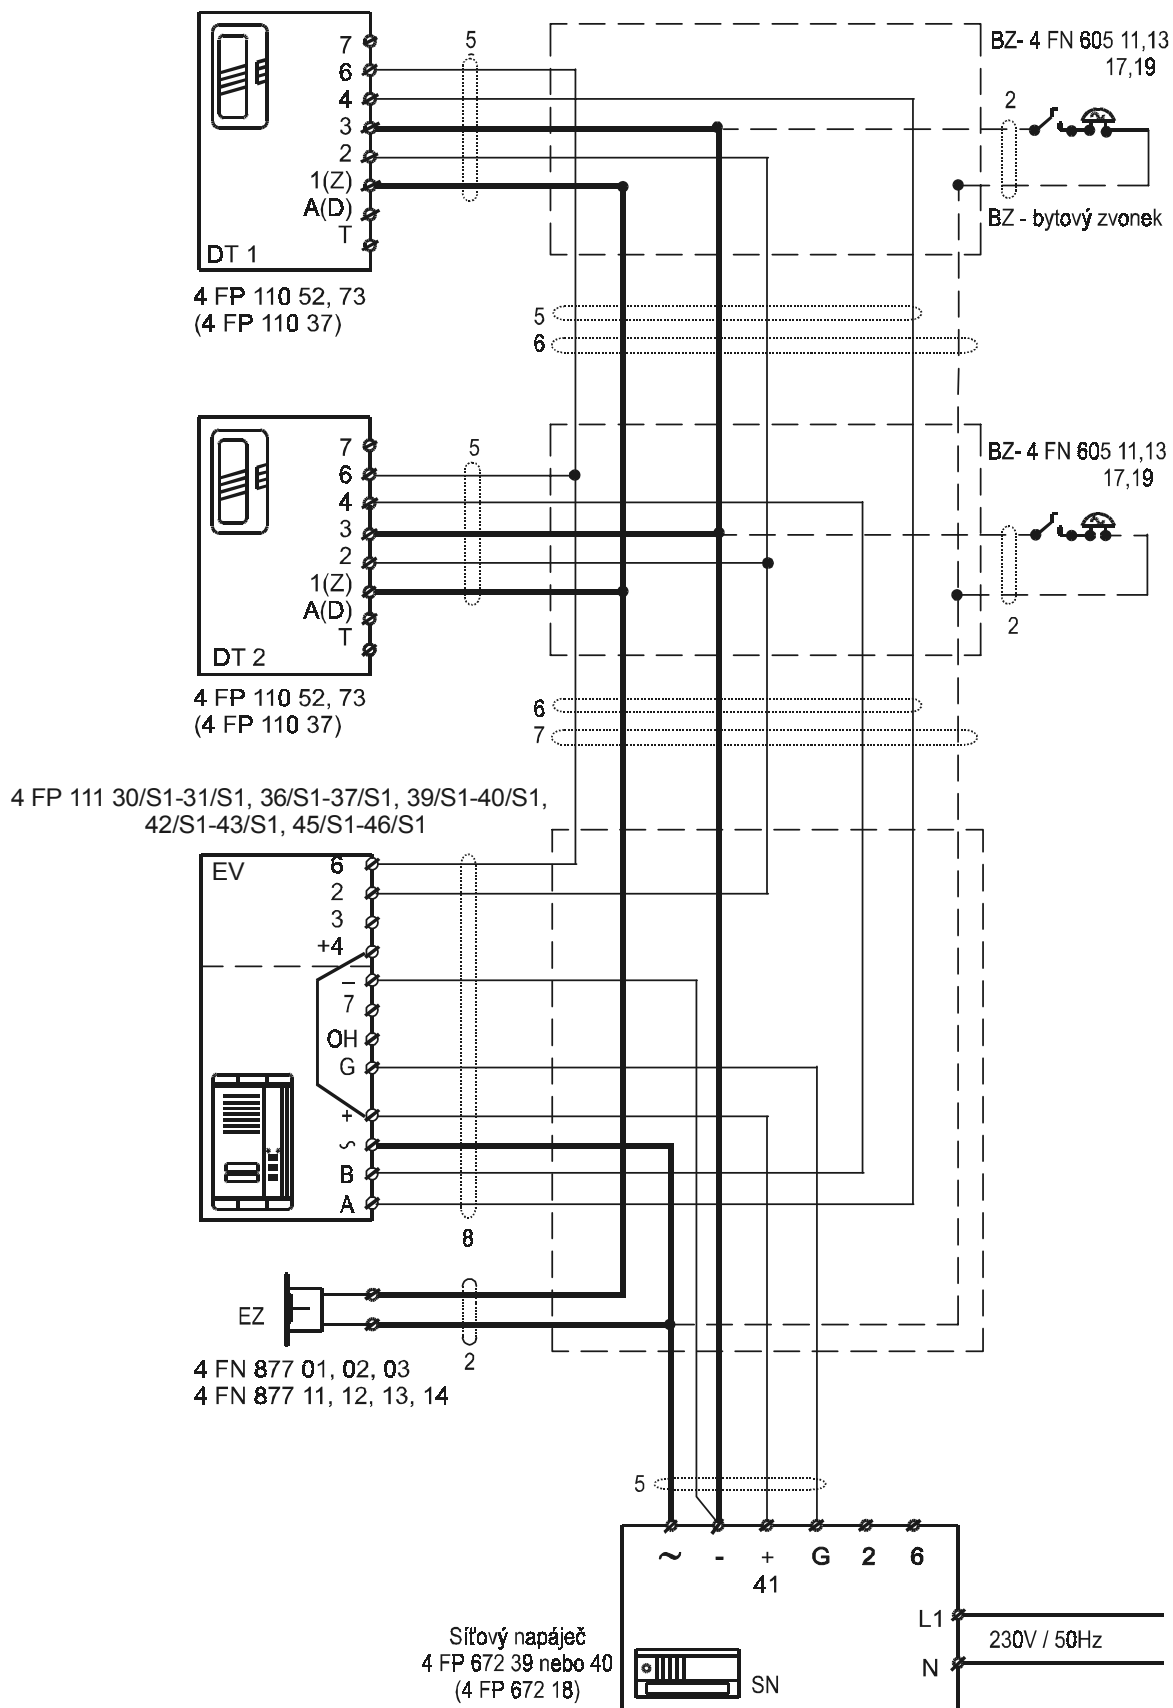 7
6
4
3
2
1(Z)
A(D)
T
DT 1
4 FP 110 52, 73
(4 FP 110 37)
5
BZ- 4 FN 605 11,13
17,19
2
BZ - bytový zvonek
5
6
7
6
4
3
2
1(Z)
A(D)
T
DT 2
4 FP 110 52, 73
(4 FP 110 37)
5
BZ- 4 FN 605 11,13
17,19
2
6
7
4 FP 111 30/S1-31/S1, 36/S1-37/S1, 39/S1-40/S1,
42/S1-43/S1, 45/S1-46/S1
EV
6
2
3
+4
–
7
OH
G
+
~
B
A
8
EZ
2
4 FN 877 01, 02, 03
4 FN 877 11, 12, 13, 14
5
~ - + G 2 6
41
L1
230V / 50Hz
N
Síťový napáječ
4 FP 672 39 nebo 40
(4 FP 672 18)
SN